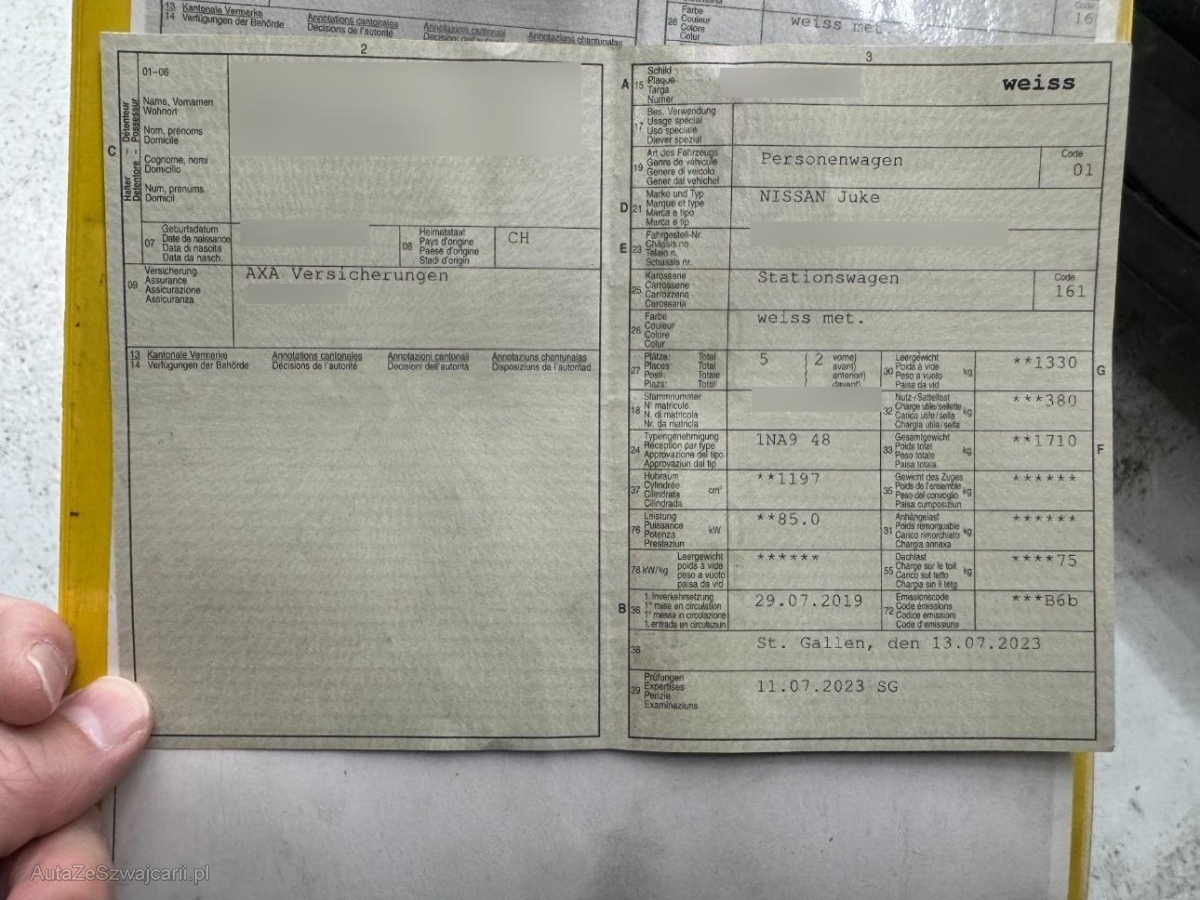 13 Kantonale Vermerke Annotations cantonales Annotazioni cantonali Annotaziuns chantunalas
14 Verfügungen der Behörde Décisions de l'autorité
Farbe
26 Couleur weiss met.
Colore
Colur
Code
16
2
01-06
C
Halter - Détenteur
Detentore - Possessur
Name, Vornamen
Wohnort
Nom, prénoms
Domicile
Cognome, nomi
Domicilio
Num, prenums
Domicil
07 Geburtsdatum
Date de naissance
Data di nascita
Data da nasch.
08 Heimatstaat
Pays d'origine
Paese d'origine
Stadi d'origin
CH
09 Versicherung
Assurance
Assicurazione
Assicuranza
AXA Versicherungen
13 Kantonale Vermerke Annotations cantonales Annotazioni cantonali Annotaziuns chantunalas
14 Verfügungen der Behörde Décisions de l'autorité Decisioni dell'autorità Disposiziuns da l'autoritad
3
A 15 Schild
Plaque
Targa
Numer
weiss
17 Bes. Verwendung
Usage spécial
Uso speciale
Diever spezial
19 Art des Fahrzeugs
Genre de véhicule
Genere di veicolo
Gener dal vehichel
Personenwagen
Code
01
D 21 Marke und Typ
Marque et type
Marca e tipo
Marca e tip
NISSAN Juke
E 23 Fahrgestell-Nr.
Châssis no
Telaio n.
Schassis nr.
25 Karosserie
Carrosserie
Carrozzeria
Carossaria
Stationswagen
Code
161
26 Farbe
Couleur
Colore
Colur
weiss met.
27 Plätze: Total
Places: Total
Posti: Totale
Plazs: Total
5 ( 2 vorne)
avant)
anteriori)
davant)
30 Leergewicht
Poids à vide kg
Peso a vuoto
Paisa da vid
**1330
G
18 Stammnummer
N° matricule
N. di matricola
Nr. da matricla
32 Nutz-/Sattellast
Charge utile/sellette kg
Carico utile/sella
Chargia utila/sella
***380
24 Typengenehmigung
Réception par type
Approvazione del tipo
Approvaziun dal tip
1NA9 48
33 Gesamtgewicht
Poids total kg
Peso totale
Paisa totala
**1710
F
37 Hubraum
Cylindrée cm³
Cilindrata
Cilindrada
**1197
35 Gewicht des Zuges
Poids de l'ensemble kg
Peso del convoglio
Paisa cumposiziun
******
76 Leistung
Puissance kW
Potenza
Prestaziun
**85.0
31 Anhängelast
Poids remorquable kg
Carico rimorchiato
Chargia annexa
******
78 kW/kg Leergewicht
poids à vide
peso a vuoto
paisa da vid
******
55 Dachlast
Charge sur le toit kg
Carico sul tetto
Chargia sin il tetg
****75
B 36 1. Inverkehrsetzung
1re mise en circulation
1a messa in circolazione
1. entrada en circulaziun
29.07.2019
72 Emissionscode
Code émissions
Codice emissioni
Code d'emissiuns
***B6b
38 St. Gallen, den 13.07.2023
39 Prüfungen
Expertises
Perizie
Examinaziuns
11.07.2023 SG
AutaZeSzwajcarii.pl